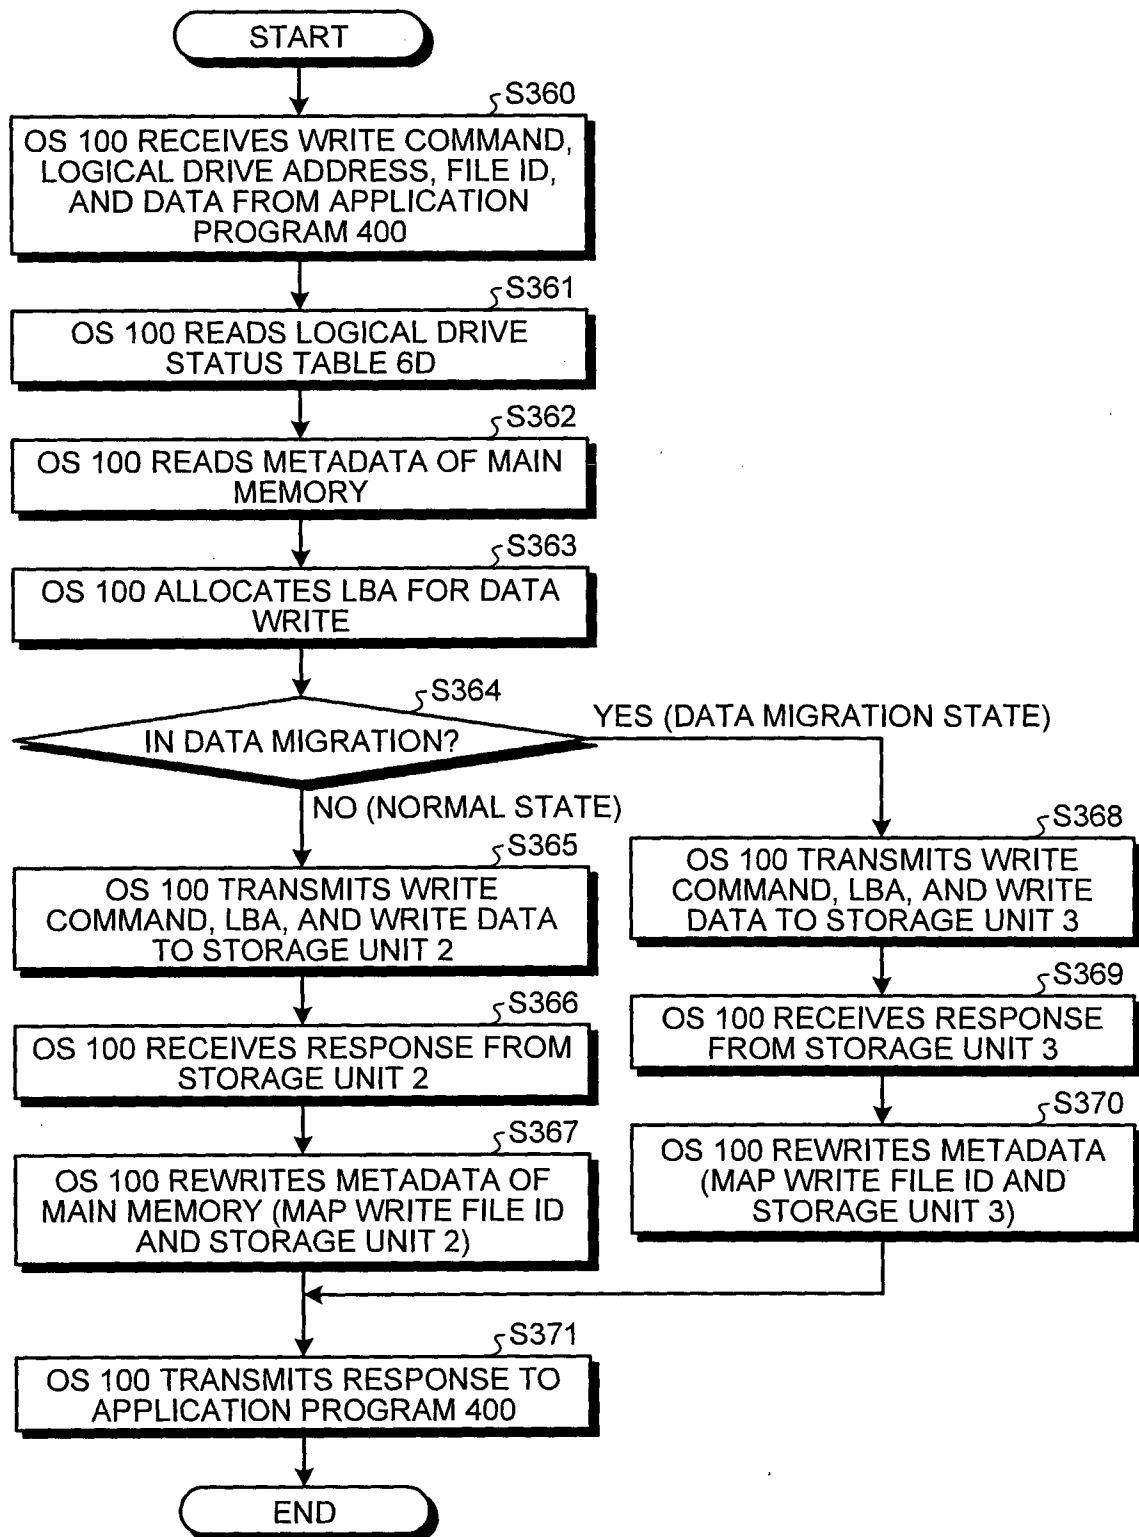 START
S360
OS 100 RECEIVES WRITE COMMAND,
LOGICAL DRIVE ADDRESS, FILE ID,
AND DATA FROM APPLICATION
PROGRAM 400
S361
OS 100 READS LOGICAL DRIVE
STATUS TABLE 6D
S362
OS 100 READS METADATA OF MAIN
MEMORY
S363
OS 100 ALLOCATES LBA FOR DATA
WRITE
S364
IN DATA MIGRATION?
YES (DATA MIGRATION STATE)
NO (NORMAL STATE)
S365
OS 100 TRANSMITS WRITE
COMMAND, LBA, AND WRITE DATA
TO STORAGE UNIT 2
S366
OS 100 RECEIVES RESPONSE FROM
STORAGE UNIT 2
S367
OS 100 REWRITES METADATA OF
MAIN MEMORY (MAP WRITE FILE ID
AND STORAGE UNIT 2)
S368
OS 100 TRANSMITS WRITE
COMMAND, LBA, AND WRITE
DATA TO STORAGE UNIT 3
S369
OS 100 RECEIVES RESPONSE
FROM STORAGE UNIT 3
S370
OS 100 REWRITES METADATA
(MAP WRITE FILE ID AND
STORAGE UNIT 3)
S371
OS 100 TRANSMITS RESPONSE TO
APPLICATION PROGRAM 400
END